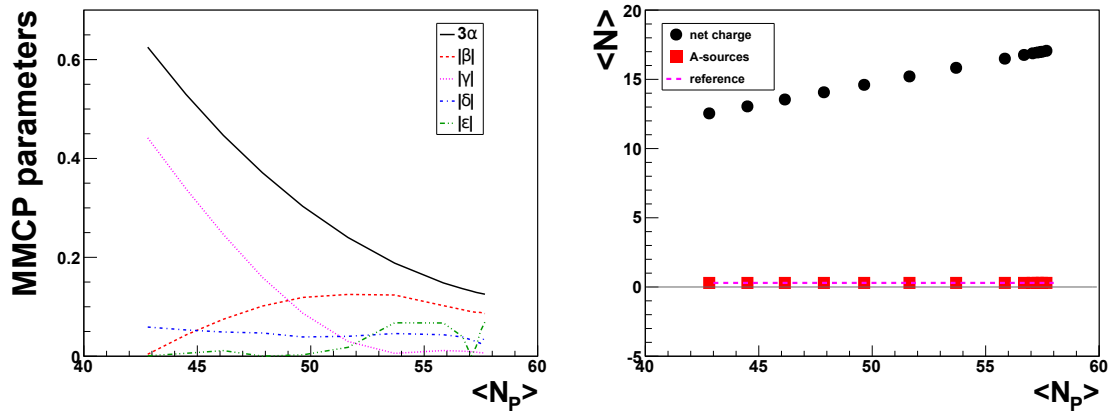 MMCP parameters
0.6
0.4
0.2
0
3α
|β|
|γ|
|δ|
|ε|
40 45 50 55 60
<N_P>
<N>
20
15
10
5
0
-5
net charge
A-sources
reference
40 45 50 55 60
<N_P>